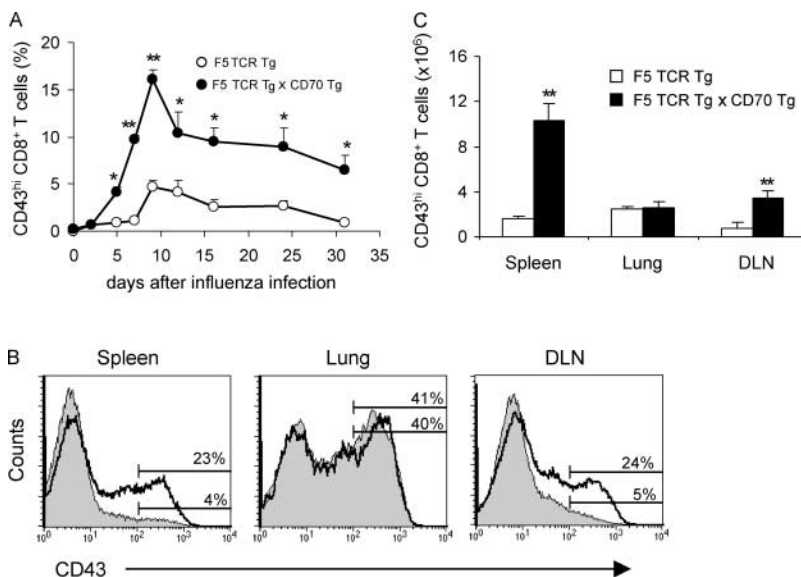 A
CD43hi CD8+ T cells (%)
20
15
10
5
0
F5 TCR Tg
F5 TCR Tg x CD70 Tg
*
**
**
*
*
*
*
0 5 10 15 20 25 30 35
days after influenza infection
C
CD43hi CD8+ T cells (x10⁶)
16
12
8
4
0
F5 TCR Tg
F5 TCR Tg x CD70 Tg
**
**
Spleen Lung DLN
B
Spleen Lung DLN
Counts
23%
4%
41%
40%
24%
5%
10⁰ 10¹ 10² 10³ 10⁴
10⁰ 10¹ 10² 10³ 10⁴
10⁰ 10¹ 10² 10³ 10⁴
CD43